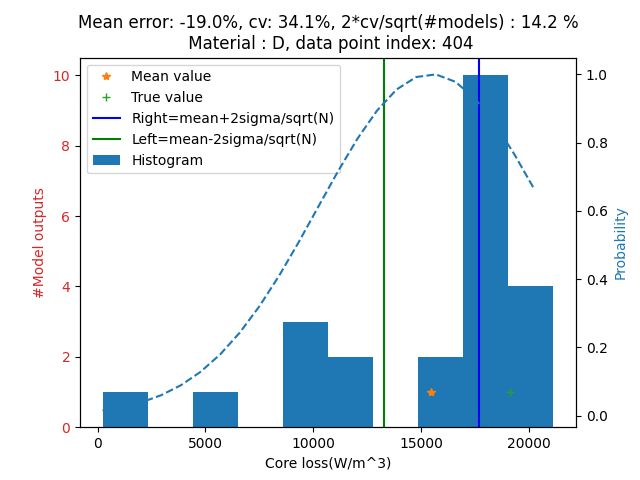 Mean error: -19.0%, cv: 34.1%, 2*cv/sqrt(#models) : 14.2 %
Material : D, data point index: 404
Mean value
True value
Right=mean+2sigma/sqrt(N)
Left=mean-2sigma/sqrt(N)
Histogram
#Model outputs
10
8
6
4
2
0
Probability
1.0
0.8
0.6
0.4
0.2
0.0
0 5000 10000 15000 20000
Core loss(W/m^3)